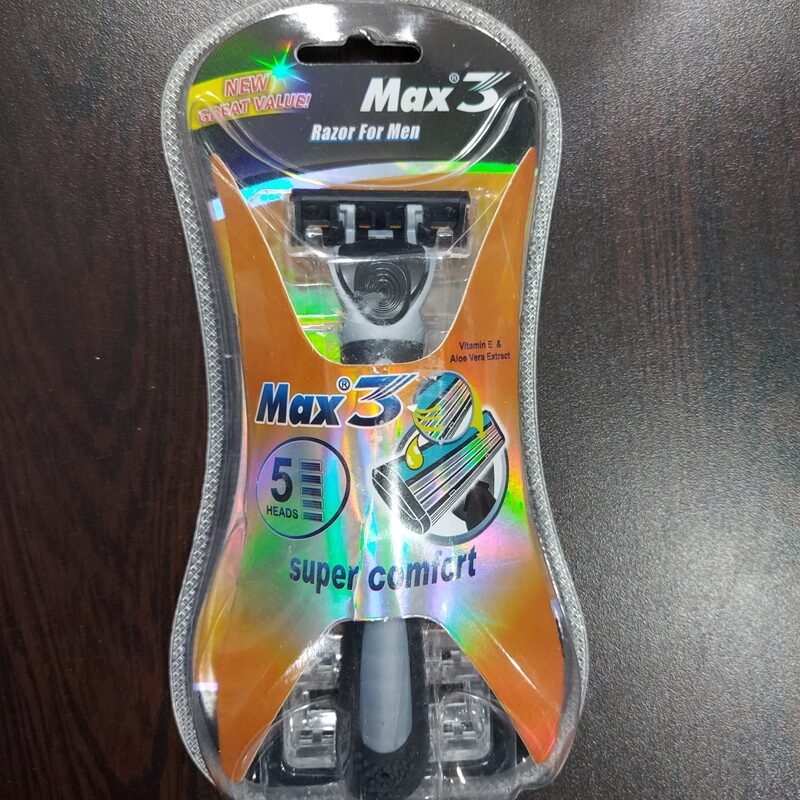 NEW
GREAT VALUE!
Max® 3
Razor For Men
Vitamin E &
Aloe Vera Extract
Max® 3
5
HEADS
super comfort